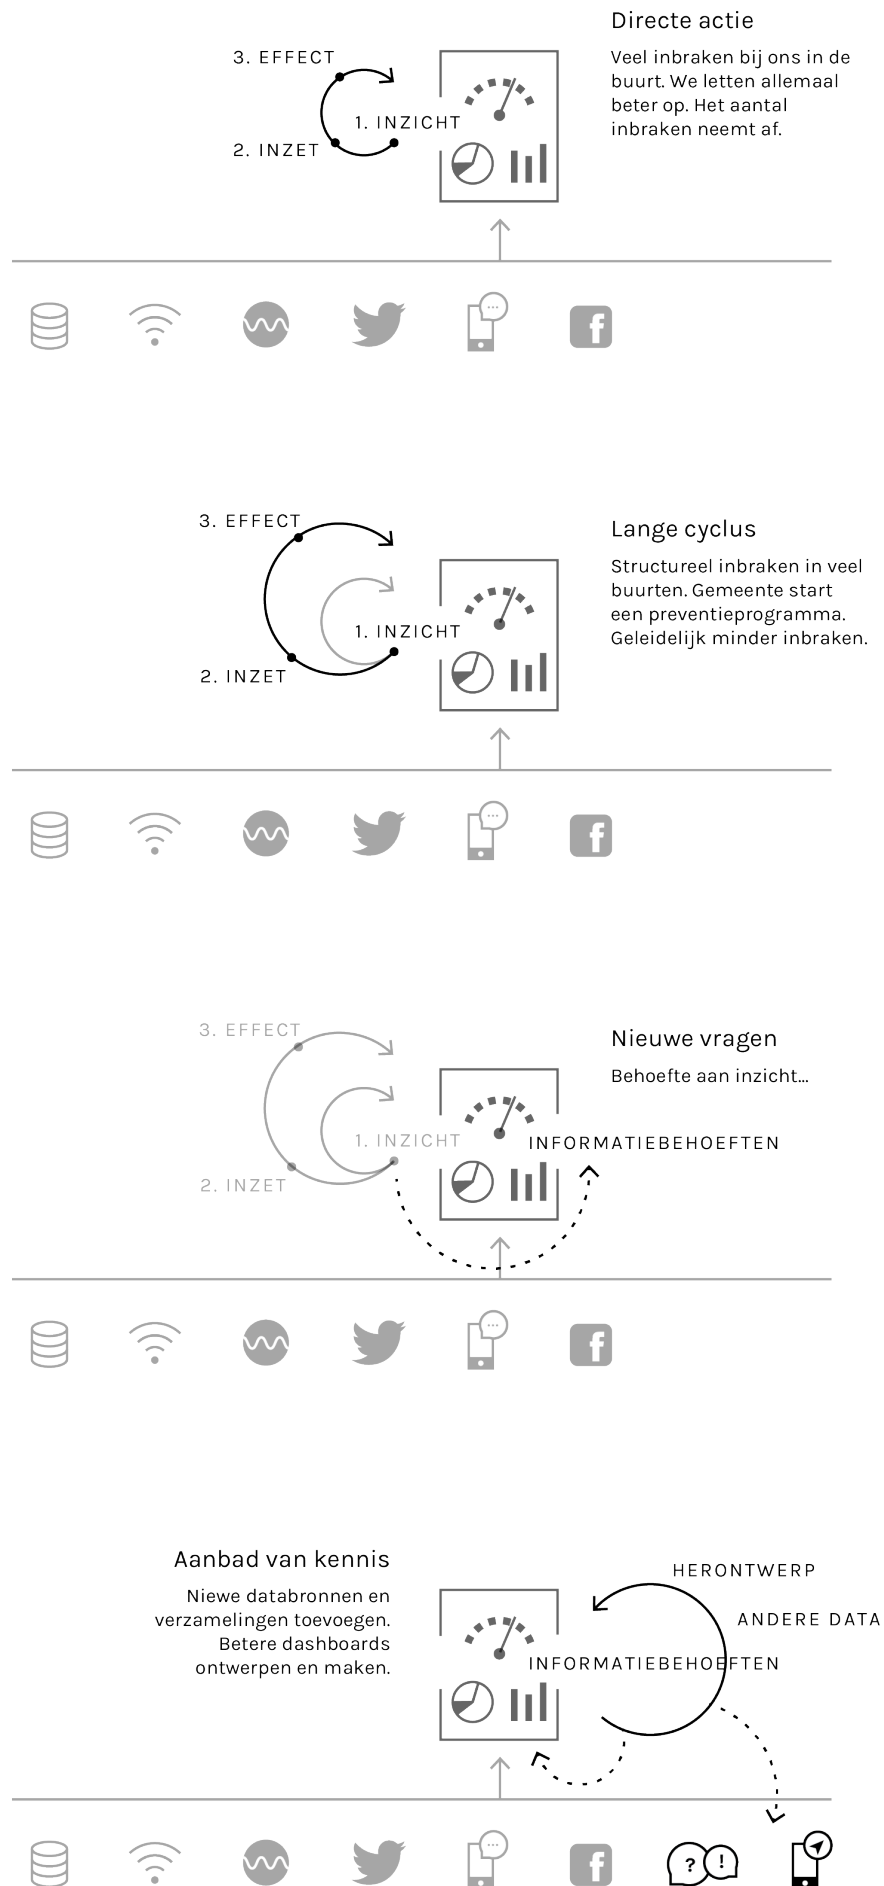 Directe actie
3. EFFECT
Veel inbraken bij ons in de
buurt. We letten allemaal
beter op. Het aantal
inbraken neemt af.
1. INZICHT
2. INZET
f
3. EFFECT
Lange cyclus
Structureel inbraken in veel
buurten. Gemeente start
een preventieprogramma.
Geleidelijk minder inbraken.
1. INZICHT
2. INZET
f
3. EFFECT
Nieuwe vragen
Behoefte aan inzicht...
1. INZICHT
INFORMATIEBEHOEFTEN
2. INZET
f
Aanbad van kennis
Niewe databronnen en
verzamelingen toevoegen.
Betere dashboards
ontwerpen en maken.
HERONTWERP
ANDERE DATA
INFORMATIEBEHOEFTEN
f
? !